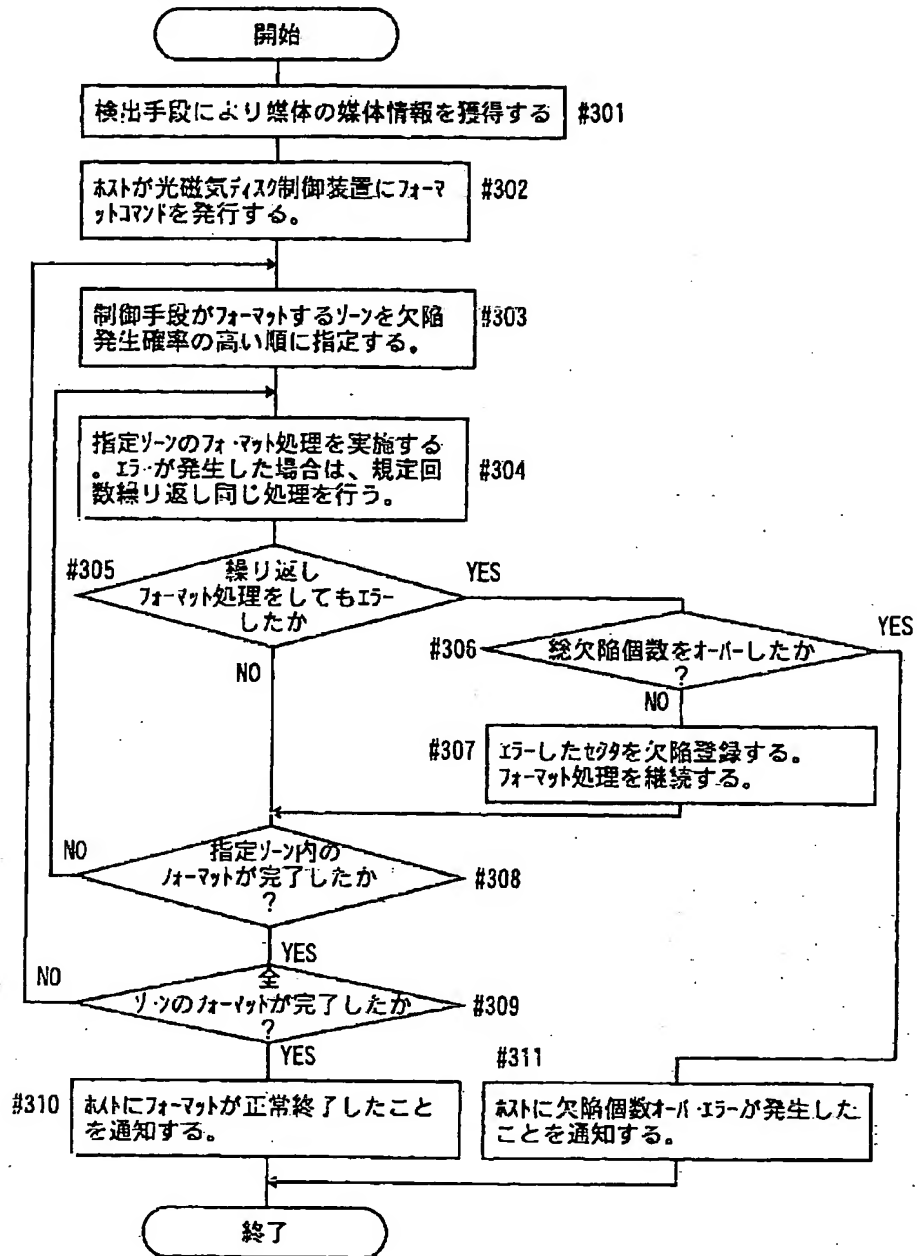 開始
検出手段により媒体の媒体情報を獲得する
#301
ホストが光磁気ディスク制御装置にフォーマ
ットコマンドを発行する。
#302
制御手段がフォーマットするゾーンを欠陥
発生確率の高い順に指定する。
#303
指定ゾーンのフォーマット処理を実施する
。エラーが発生した場合は、規定回
数繰り返し同じ処理を行う。
#304
#305
繰り返し
フォーマット処理をしてもエラー
したか
YES
NO
#306
総欠陥個数をオーバーしたか
?
YES
NO
#307
エラーしたセクタを欠陥登録する。
フォーマット処理を継続する。
指定ゾーン内の
フォーマットが完了したか
?
#308
NO
YES
全
ゾーンのフォーマットが完了したか
?
#309
NO
YES
#310
ホストにフォーマットが正常終了したこと
を通知する。
#311
ホストに欠陥個数オーバーエラーが発生した
ことを通知する。
終了